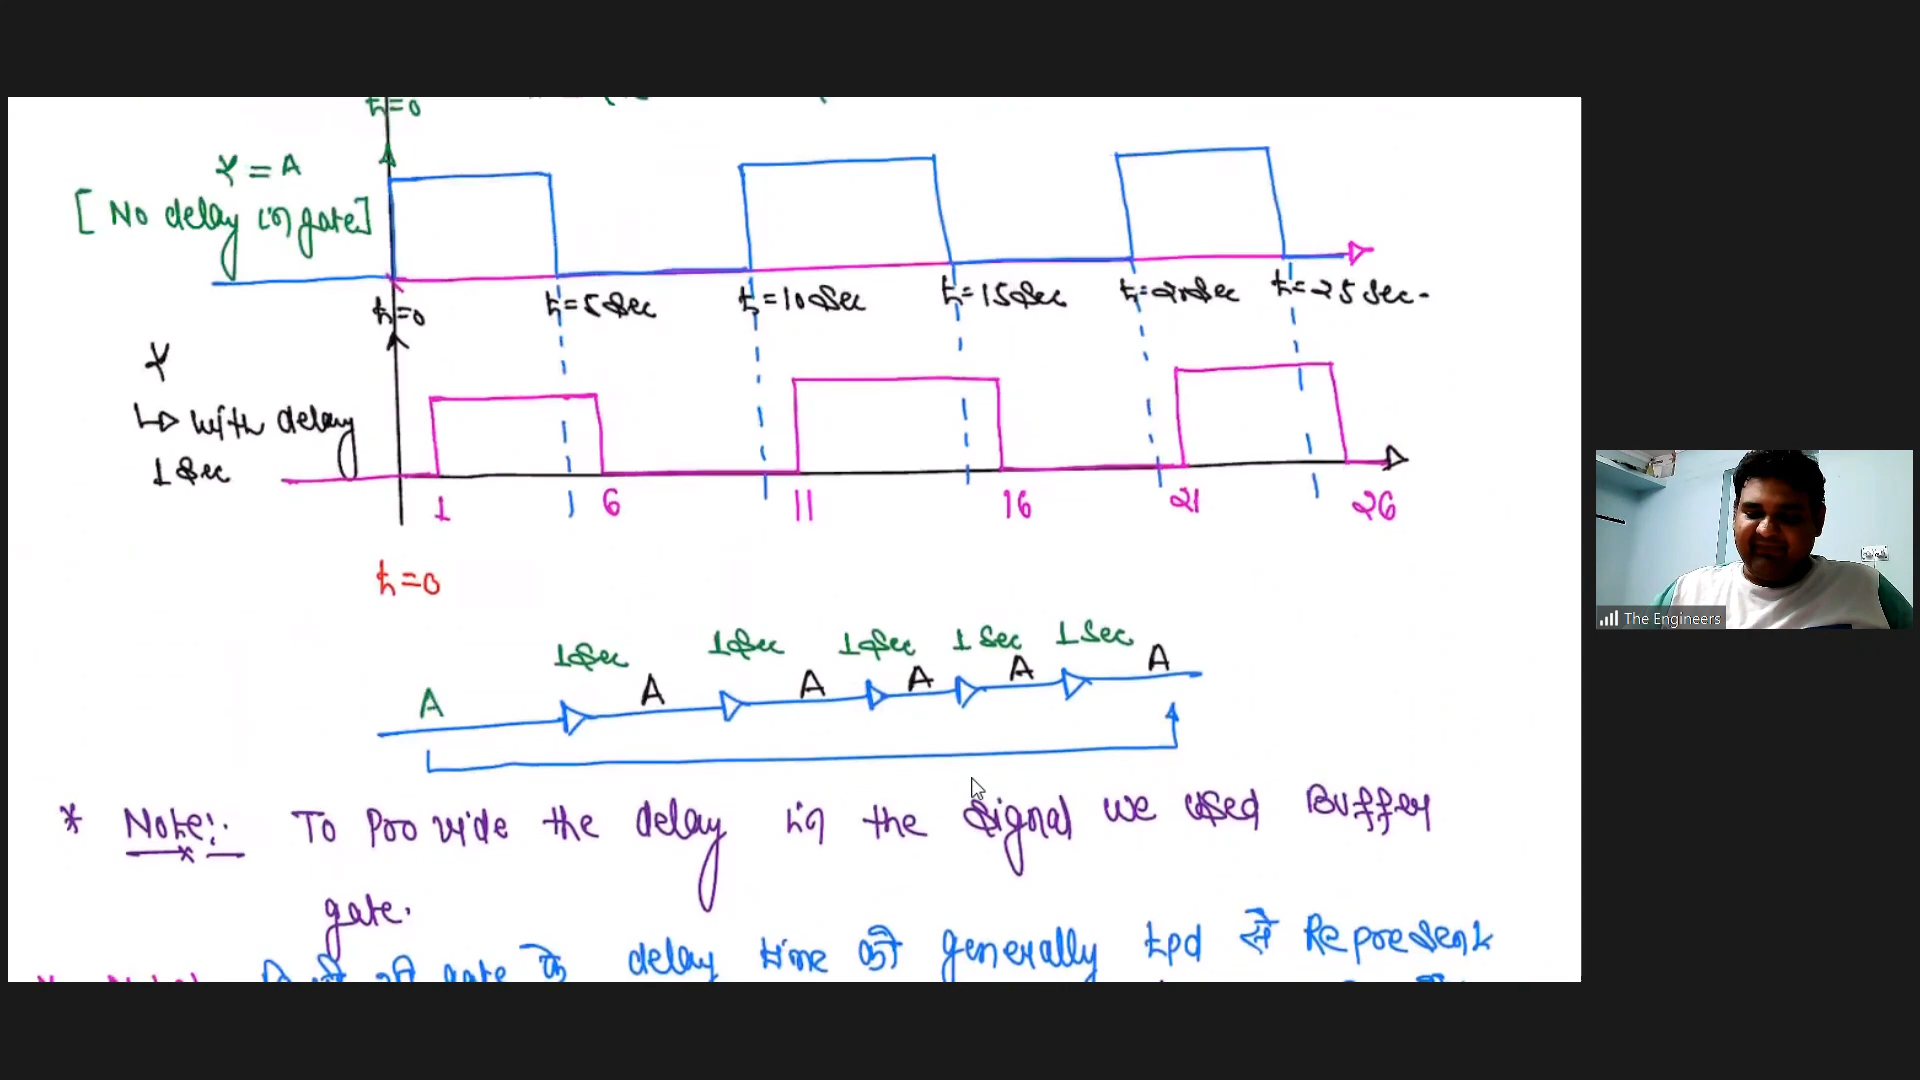 t=0
Y = A
[ No delay in gate]
t=0
t=5 Sec
t=10 Sec
t=15 Sec
t=20 Sec
t=25 Sec.
Y
↳ with delay
1 Sec
1
6
11
16
21
26
t=0
1 Sec 1 Sec 1 Sec 1 Sec 1 Sec
A A A A A A
* Note:- To Provide the delay in the signal we used Buffer
gate.
gate के delay time को generally tpd से Represent
The Engineers